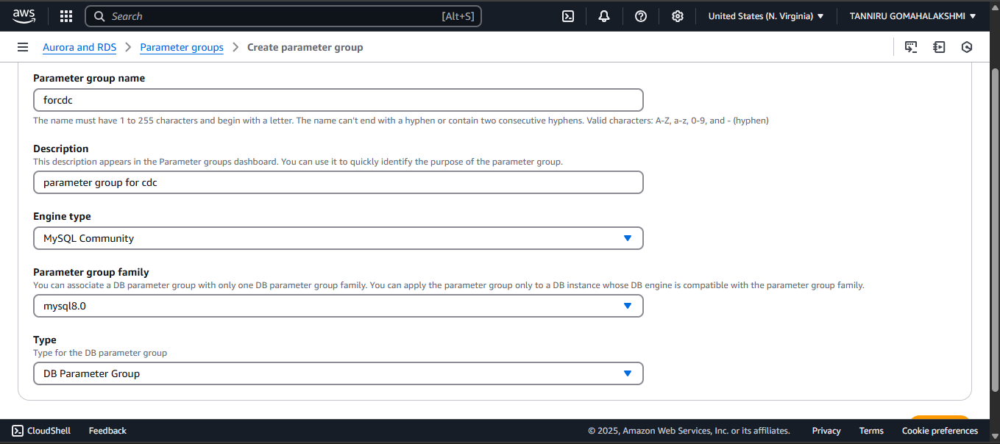 aws Search [Alt+S] United States (N. Virginia) TANNIRU GOMAHALAKSHMI
Aurora and RDS Parameter groups Create parameter group
Parameter group name
forcdc
The name must have 1 to 255 characters and begin with a letter. The name can't end with a hyphen or contain two consecutive hyphens. Valid characters: A-Z, a-z, 0-9, and - (hyphen)
Description
This description appears in the Parameter groups dashboard. You can use it to quickly identify the purpose of the parameter group.
parameter group for cdc
Engine type
MySQL Community
Parameter group family
You can associate a DB parameter group with only one DB parameter group family. You can apply the parameter group only to a DB instance whose DB engine is compatible with the parameter group family.
mysql8.0
Type
Type for the DB parameter group
DB Parameter Group
CloudShell Feedback © 2025, Amazon Web Services, Inc. or its affiliates. Privacy Terms Cookie preferences